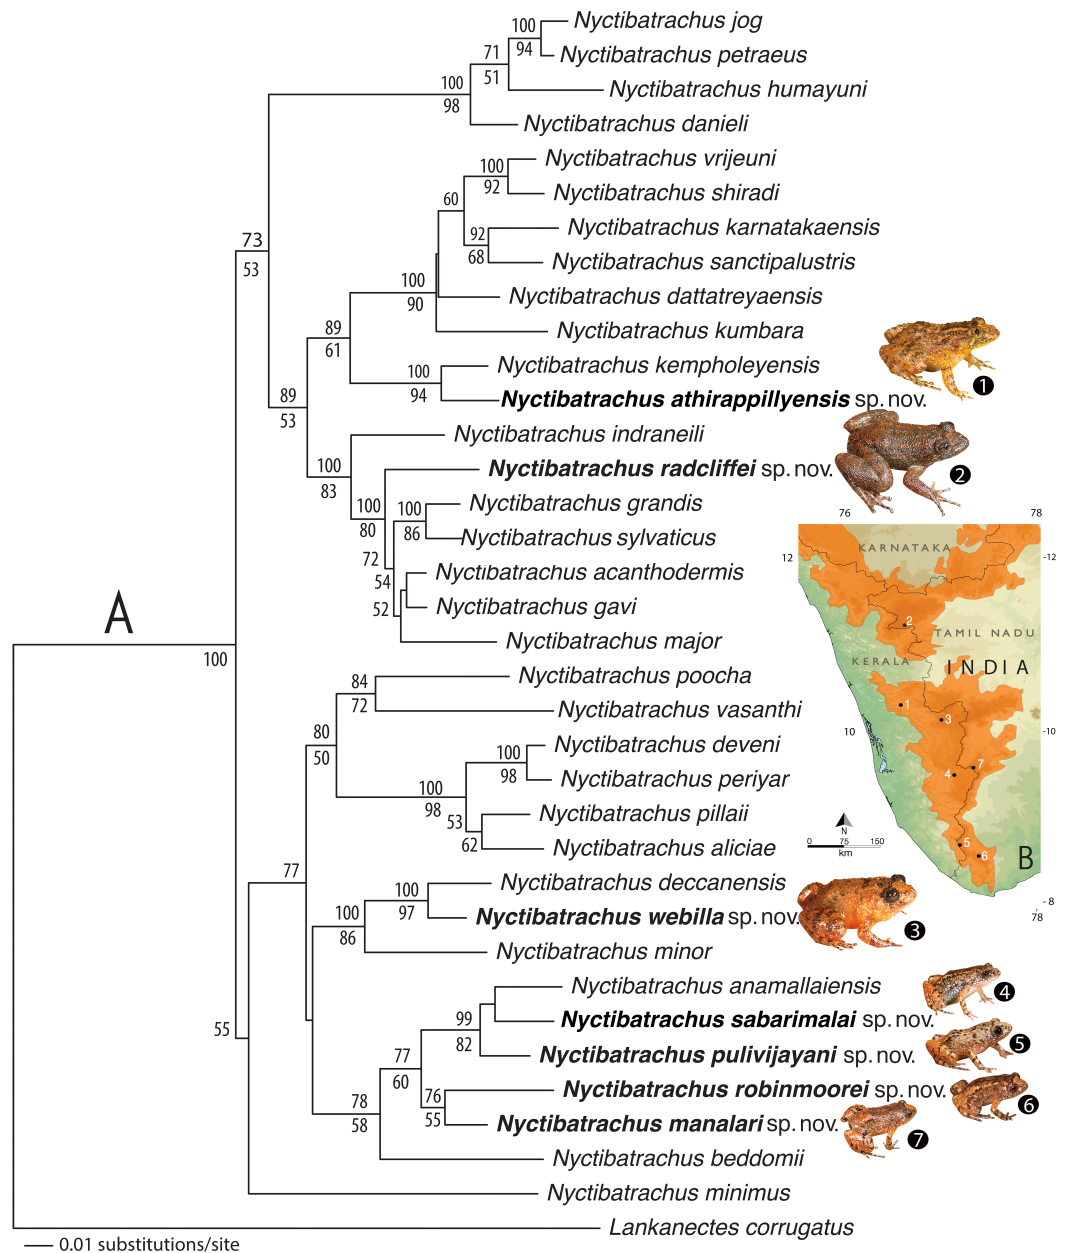 Nyctibatrachus jog
100
94
Nyctibatrachus petraeus
71
51
Nyctibatrachus humayuni
100
98
Nyctibatrachus danieli
Nyctibatrachus vrijeuni
100
92
Nyctibatrachus shiradi
60
Nyctibatrachus karnatakaensis
92
68
Nyctibatrachus sanctipalustris
73
53
100
90
Nyctibatrachus dattatreyaensis
Nyctibatrachus kumbara
89
61
Nyctibatrachus kempholeyensis
100
94
Nyctibatrachus athirappillyensis sp. nov.
1
89
53
Nyctibatrachus indraneili
100
83
Nyctibatrachus radcliffei sp. nov.
2
Nyctibatrachus grandis
100
80
100
86
Nyctibatrachus sylvaticus
72
54
Nyctibatrachus acanthodermis
52
Nyctibatrachus gavi
Nyctibatrachus major
A
100
Nyctibatrachus poocha
84
72
Nyctibatrachus vasanthi
80
50
Nyctibatrachus deveni
100
98
Nyctibatrachus periyar
100
98
53
62
Nyctibatrachus pillaii
Nyctibatrachus aliciae
77
Nyctibatrachus deccanensis
100
97
Nyctibatrachus webilla sp. nov.
3
100
86
Nyctibatrachus minor
Nyctibatrachus anamallaiensis
4
99
82
Nyctibatrachus sabarimalai sp. nov.
55
Nyctibatrachus pulivijayani sp. nov.
5
77
60
Nyctibatrachus robinmoorei sp. nov.
6
76
55
Nyctibatrachus manalari sp. nov.
7
78
58
Nyctibatrachus beddomii
Nyctibatrachus minimus
Lankanectes corrugatus
0.01 substitutions/site
76
78
12
-12
KARNATAKA
2
TAMIL NADU
KERALA
INDIA
1
3
10
-10
4
7
N
0 75 150
km
5
6
B
- 8
78